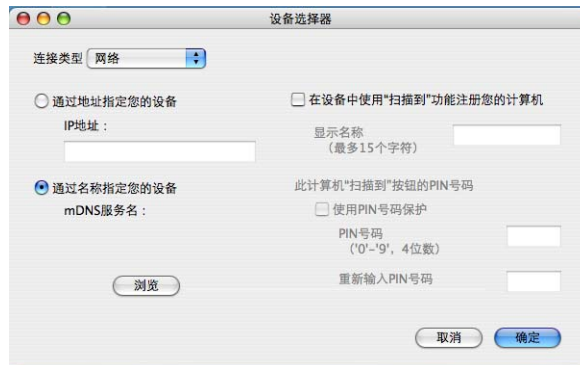 设备选择器
连接类型 网络
通过地址指定您的设备
IP地址：
通过名称指定您的设备
mDNS服务名：
浏览
在设备中使用“扫描到”功能注册您的计算机
显示名称
（最多15个字符）
此计算机“扫描到”按钮的PIN号码
使用PIN号码保护
PIN号码
('0'-'9'，4位数)
重新输入PIN号码
取消 确定